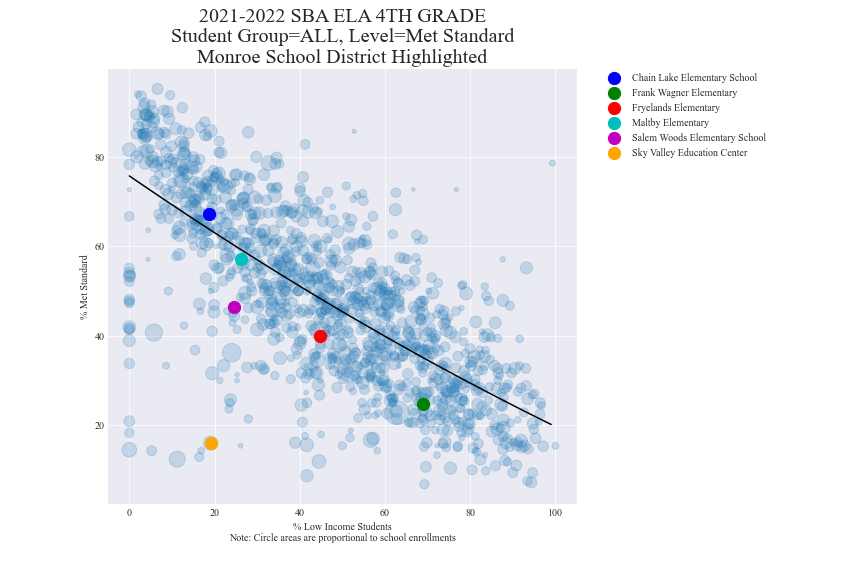 2021-2022 SBA ELA 4TH GRADE
Student Group=ALL, Level=Met Standard
Monroe School District Highlighted
Chain Lake Elementary School
Frank Wagner Elementary
Fryelands Elementary
Maltby Elementary
Salem Woods Elementary School
Sky Valley Education Center
% Met Standard
80
60
40
20
0 20 40 60 80 100
% Low Income Students
Note: Circle areas are proportional to school enrollments